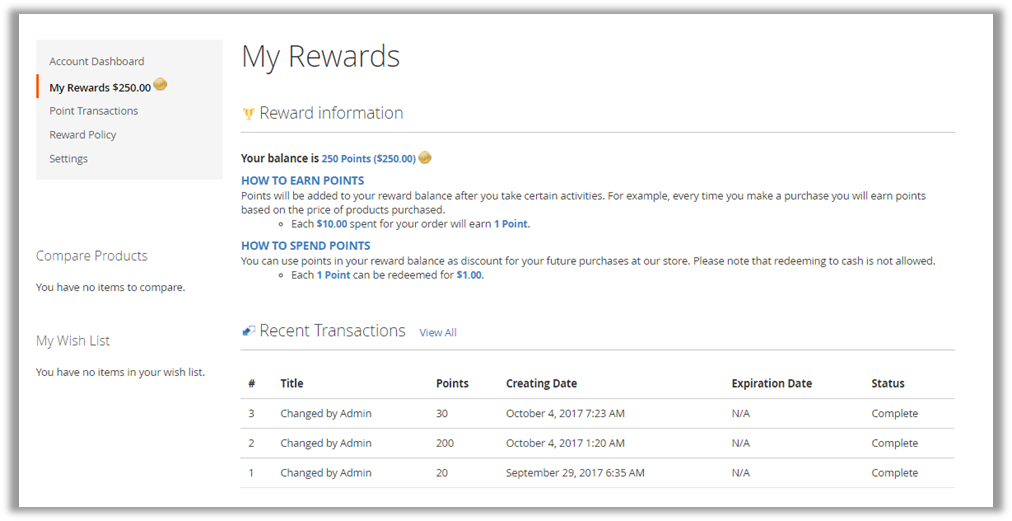 Account Dashboard
My Rewards $250.00
Point Transactions
Reward Policy
Settings
Compare Products
You have no items to compare.
My Wish List
You have no items in your wish list.
My Rewards
Reward information
Your balance is 250 Points ($250.00)
HOW TO EARN POINTS
Points will be added to your reward balance after you take certain activities. For example, every time you make a purchase you will earn points
based on the price of products purchased.
Each $10.00 spent for your order will earn 1 Point.
HOW TO SPEND POINTS
You can use points in your reward balance as discount for your future purchases at our store. Please note that redeeming to cash is not allowed.
Each 1 Point can be redeemed for $1.00.
Recent Transactions View All
# Title Points Creating Date Expiration Date Status
3 Changed by Admin 30 October 4, 2017 7:23 AM N/A Complete
2 Changed by Admin 200 October 4, 2017 1:20 AM N/A Complete
1 Changed by Admin 20 September 29, 2017 6:35 AM N/A Complete